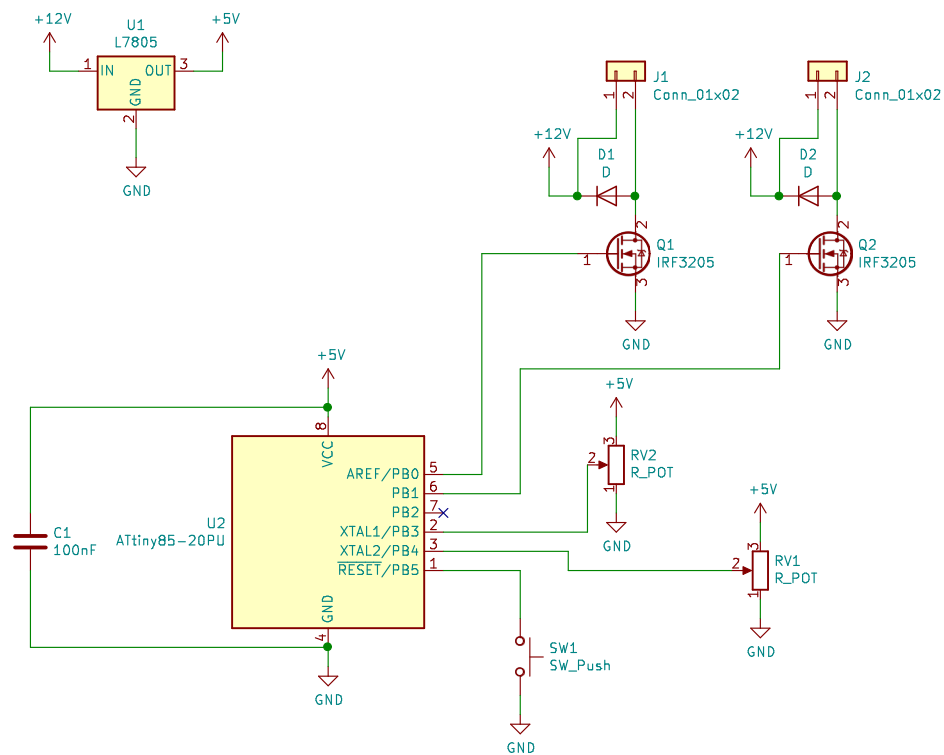 +12V
U1
L7805
+5V
1
IN
OUT
3
GND
2
GND
J1
Conn_01x02
1
2
+12V
D1
D
2
Q1
IRF3205
1
3
GND
J2
Conn_01x02
1
2
+12V
D2
D
2
Q2
IRF3205
1
3
GND
+5V
8
VCC
U2
ATtiny85-20PU
AREF/PB0
5
PB1
6
PB2
7
XTAL1/PB3
2
XTAL2/PB4
3
RESET/PB5
1
GND
4
GND
C1
100nF
+5V
3
2
RV2
R_POT
1
GND
+5V
3
2
RV1
R_POT
1
GND
SW1
SW_Push
GND